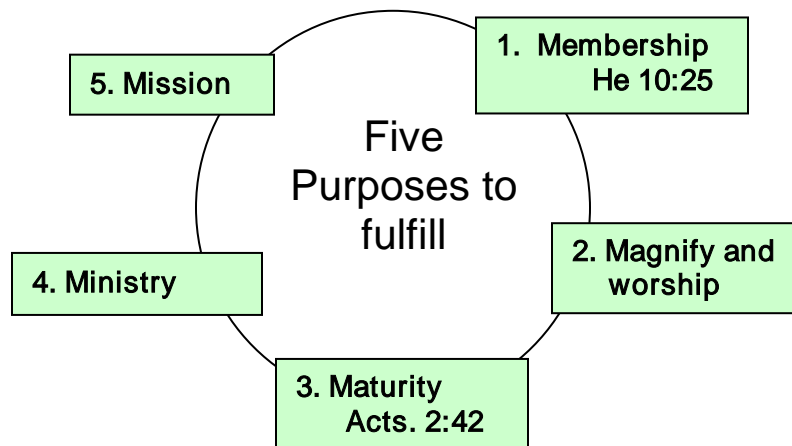 Five
Purposes to
fulfill
1. Membership
He 10:25
2. Magnify and
worship
3. Maturity
Acts. 2:42
4. Ministry
5. Mission